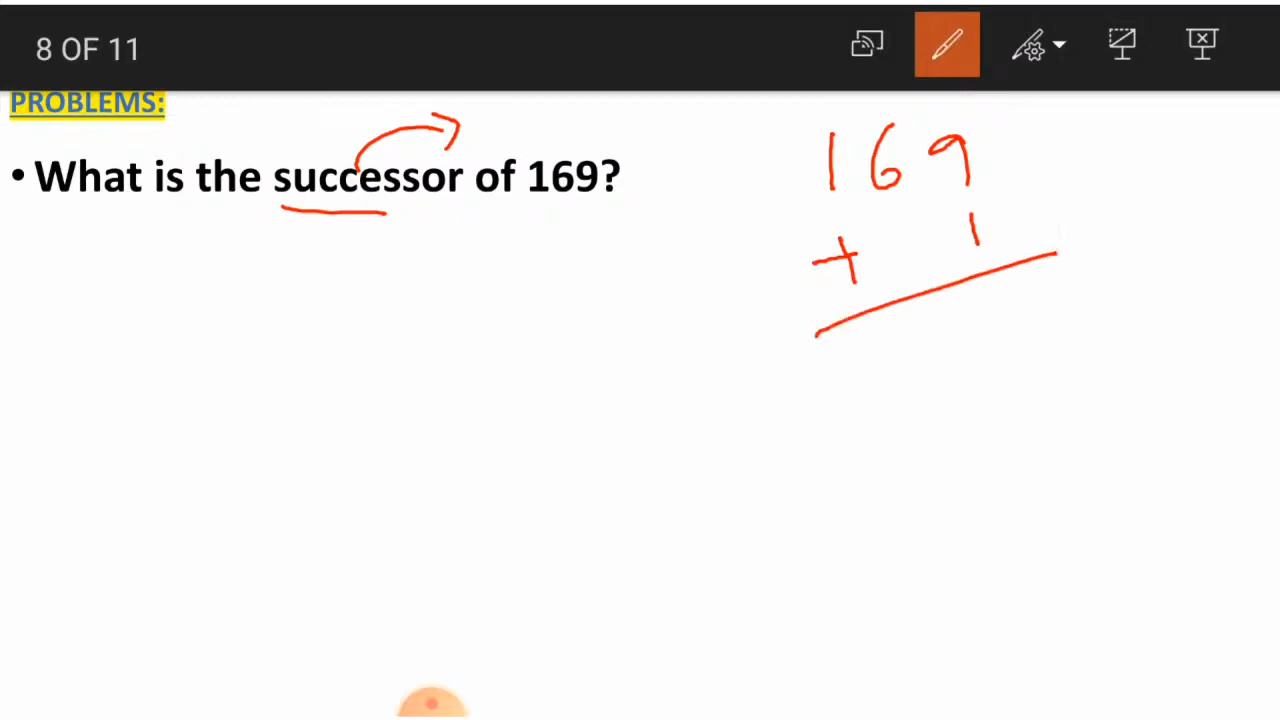 8 OF 11
PROBLEMS:
• What is the successor of 169?
169
+ 1